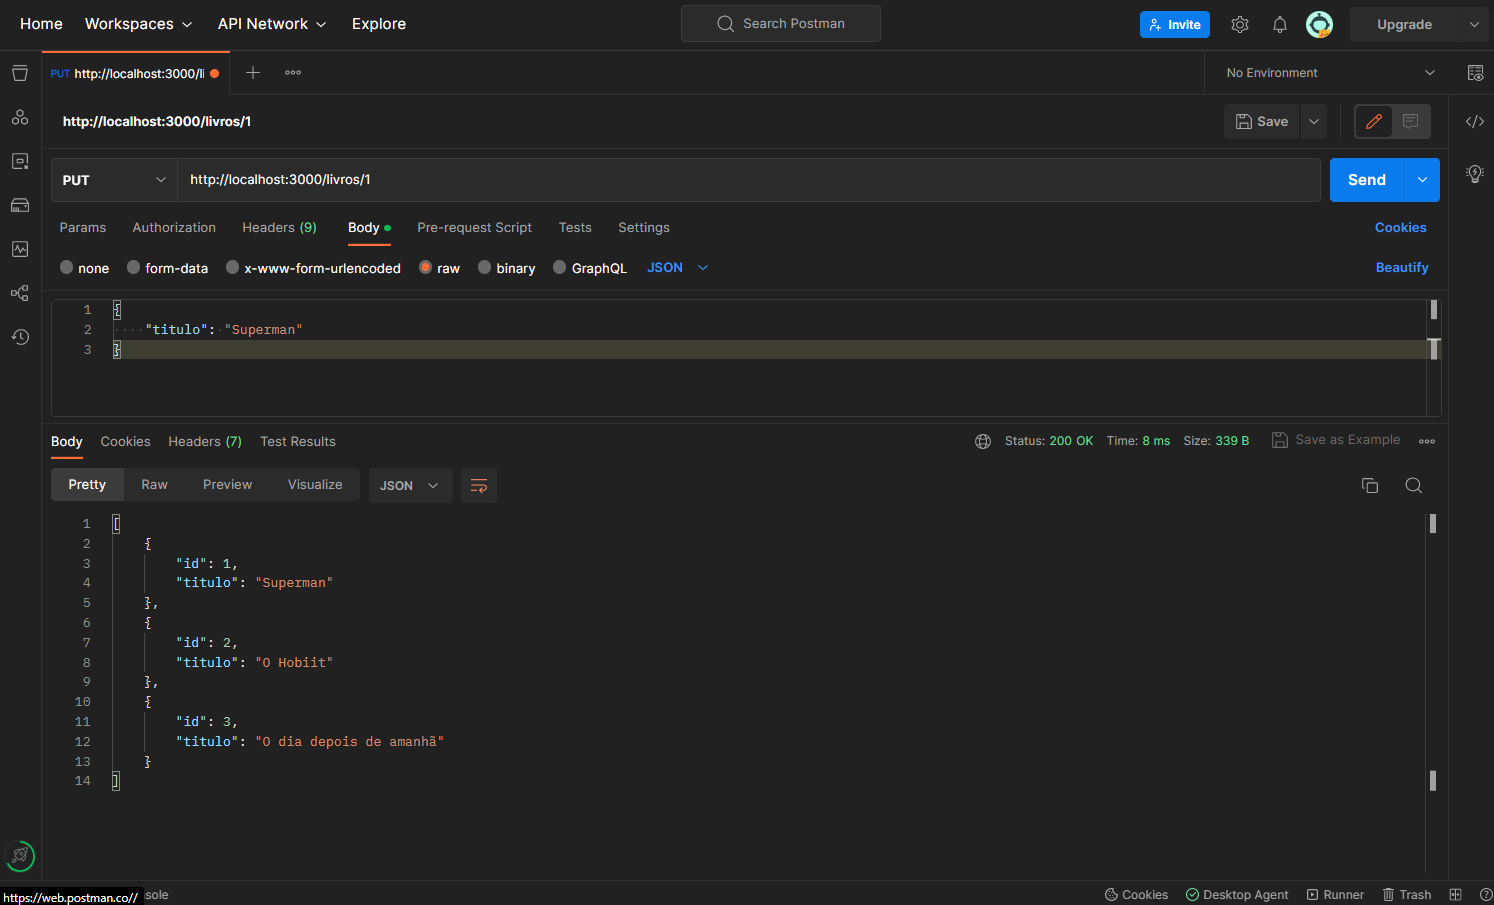 Home Workspaces API Network Explore Search Postman Invite Upgrade
PUT http://localhost:3000/li No Environment
http://localhost:3000/livros/1 Save
PUT http://localhost:3000/livros/1 Send
Params Authorization Headers (9) Body Pre-request Script Tests Settings Cookies
none form-data x-www-form-urlencoded raw binary GraphQL JSON Beautify
1 {
2 "titulo": "Superman"
3 }
Body Cookies Headers (7) Test Results Status: 200 OK Time: 8 ms Size: 339 B Save as Example
Pretty Raw Preview Visualize JSON
1 [
2 {
3 "id": 1,
4 "titulo": "Superman"
5 },
6 {
7 "id": 2,
8 "titulo": "O Hobiit"
9 },
10 {
11 "id": 3,
12 "titulo": "O dia depois de amanhã"
13 }
14 ]
https://web.postman.co// sole Cookies Desktop Agent Runner Trash